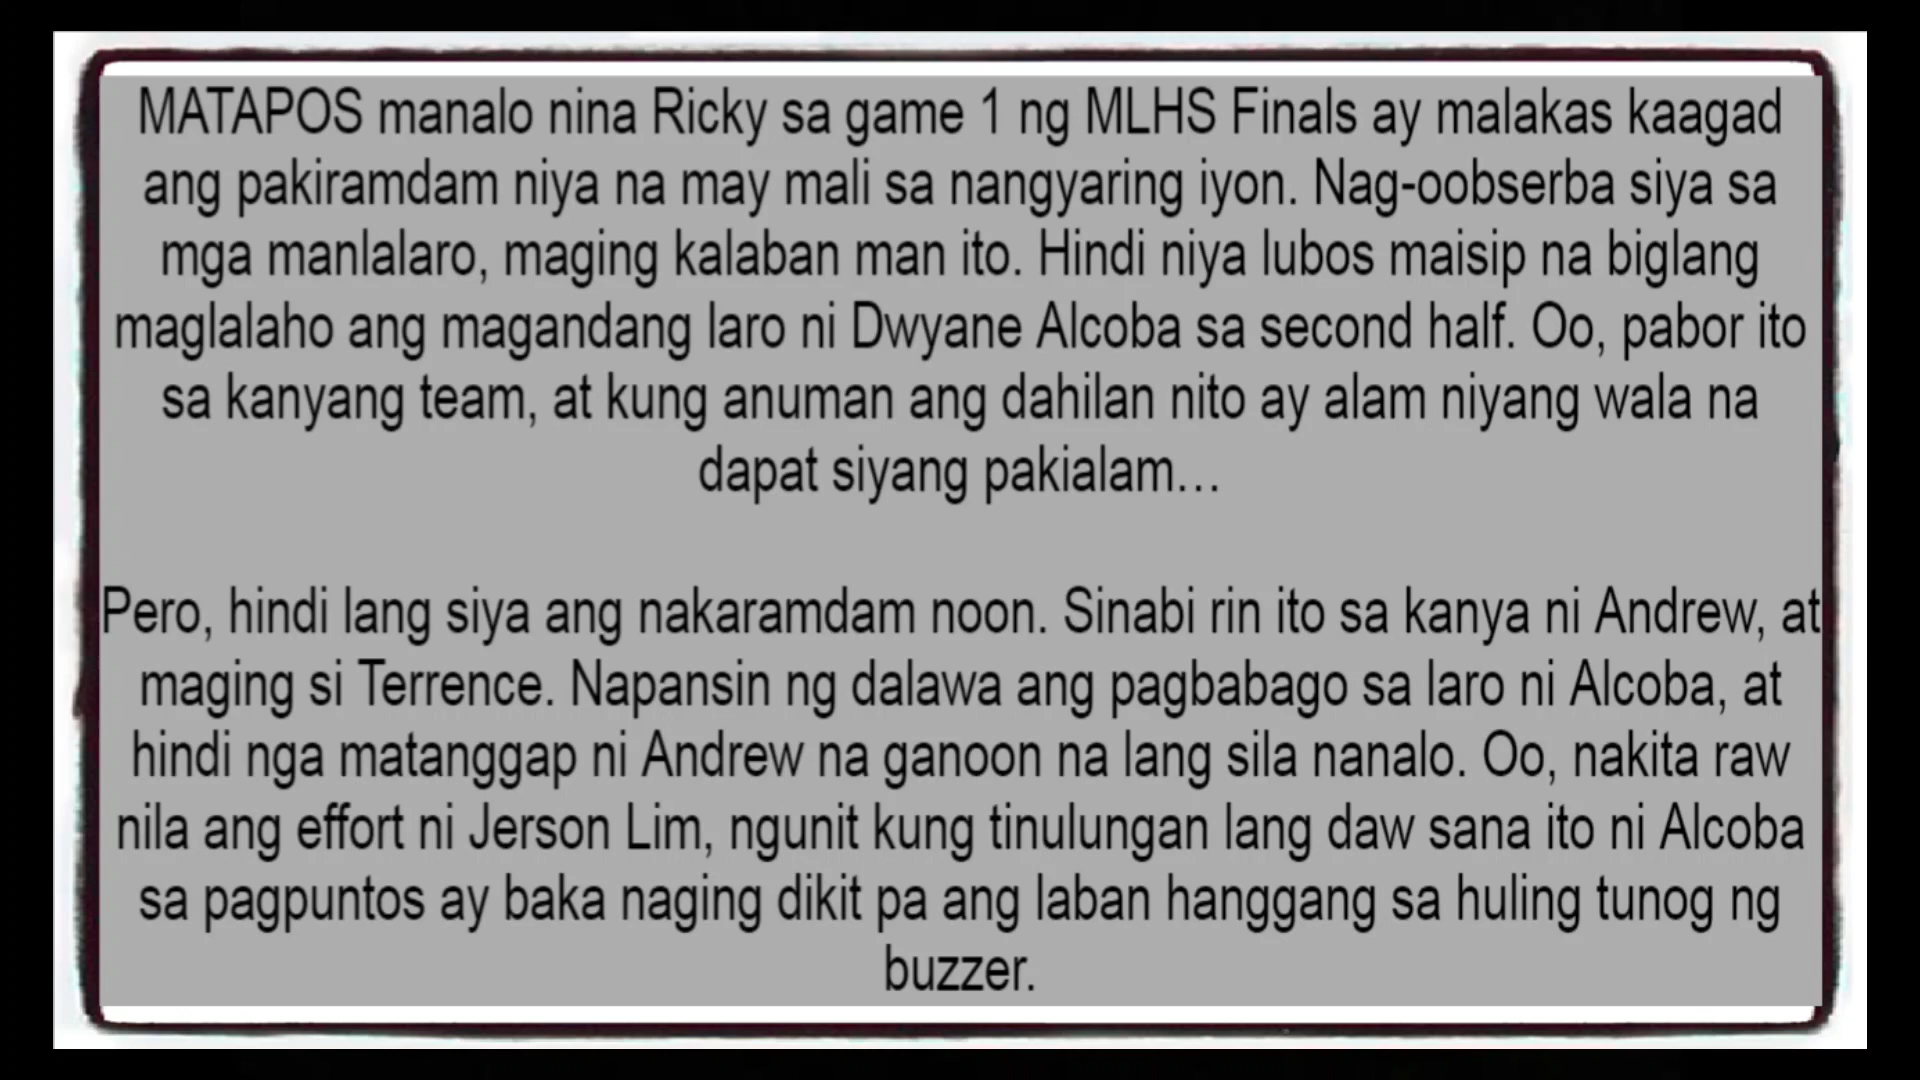 MATAPOS manalo nina Ricky sa game 1 ng MLHS Finals ay malakas kaagad
ang pakiramdam niya na may mali sa nangyaring iyon. Nag-oobserba siya sa
mga manlalaro, maging kalaban man ito. Hindi niya lubos maisip na biglang
maglalaho ang magandang laro ni Dwyane Alcoba sa second half. Oo, pabor ito
sa kanyang team, at kung anuman ang dahilan nito ay alam niyang wala na
dapat siyang pakialam…
Pero, hindi lang siya ang nakaramdam noon. Sinabi rin ito sa kanya ni Andrew, at
maging si Terrence. Napansin ng dalawa ang pagbabago sa laro ni Alcoba, at
hindi nga matanggap ni Andrew na ganoon na lang sila nanalo. Oo, nakita raw
nila ang effort ni Jerson Lim, ngunit kung tinulungan lang daw sana ito ni Alcoba
sa pagpuntos ay baka naging dikit pa ang laban hanggang sa huling tunog ng
buzzer.